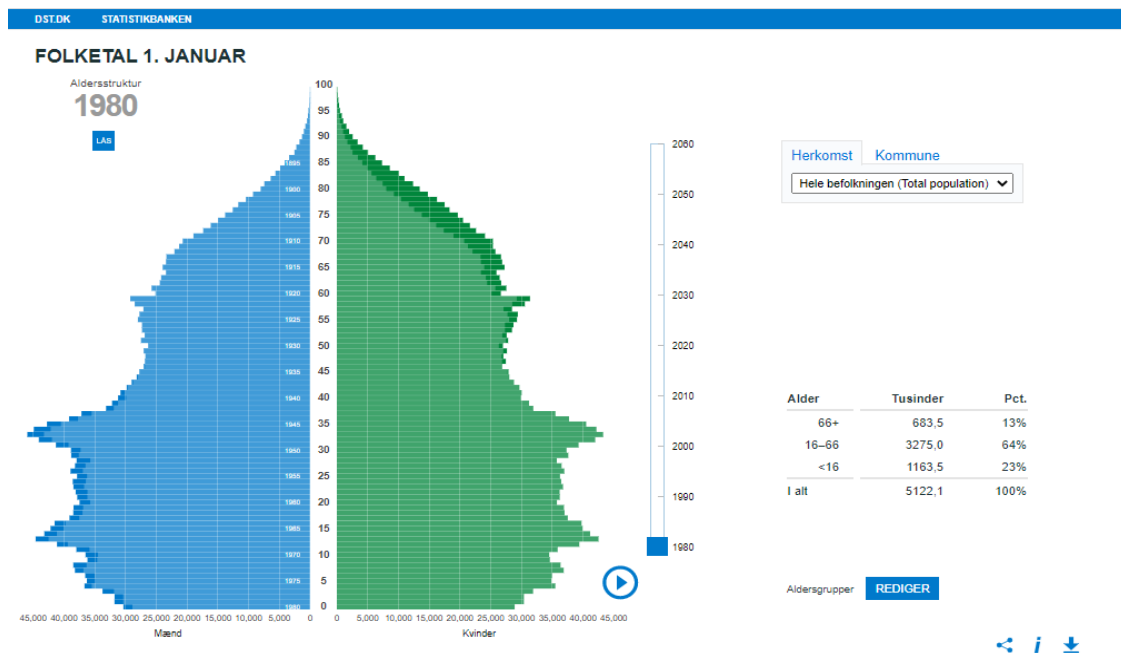 DST.DK STATISTIKBANKEN
FOLKETAL 1. JANUAR
Aldersstruktur
1980
LÅS
100
95
90
85
80
75
70
65
60
55
50
45
40
35
30
25
20
15
10
5
0
1895
1900
1905
1910
1915
1920
1925
1930
1935
1940
1945
1950
1955
1960
1965
1970
1975
1980
45,000 40,000 35,000 30,000 25,000 20,000 15,000 10,000 5,000 0
Mænd
0 5,000 10,000 15,000 20,000 25,000 30,000 35,000 40,000 45,000
Kvinder
2060
2050
2040
2030
2020
2010
2000
1990
1980
Herkomst Kommune
Hele befolkningen (Total population)
Alder Tusinder Pct.
66+ 683,5 13%
16–66 3275,0 64%
<16 1163,5 23%
I alt 5122,1 100%
Aldersgrupper REDIGER
i